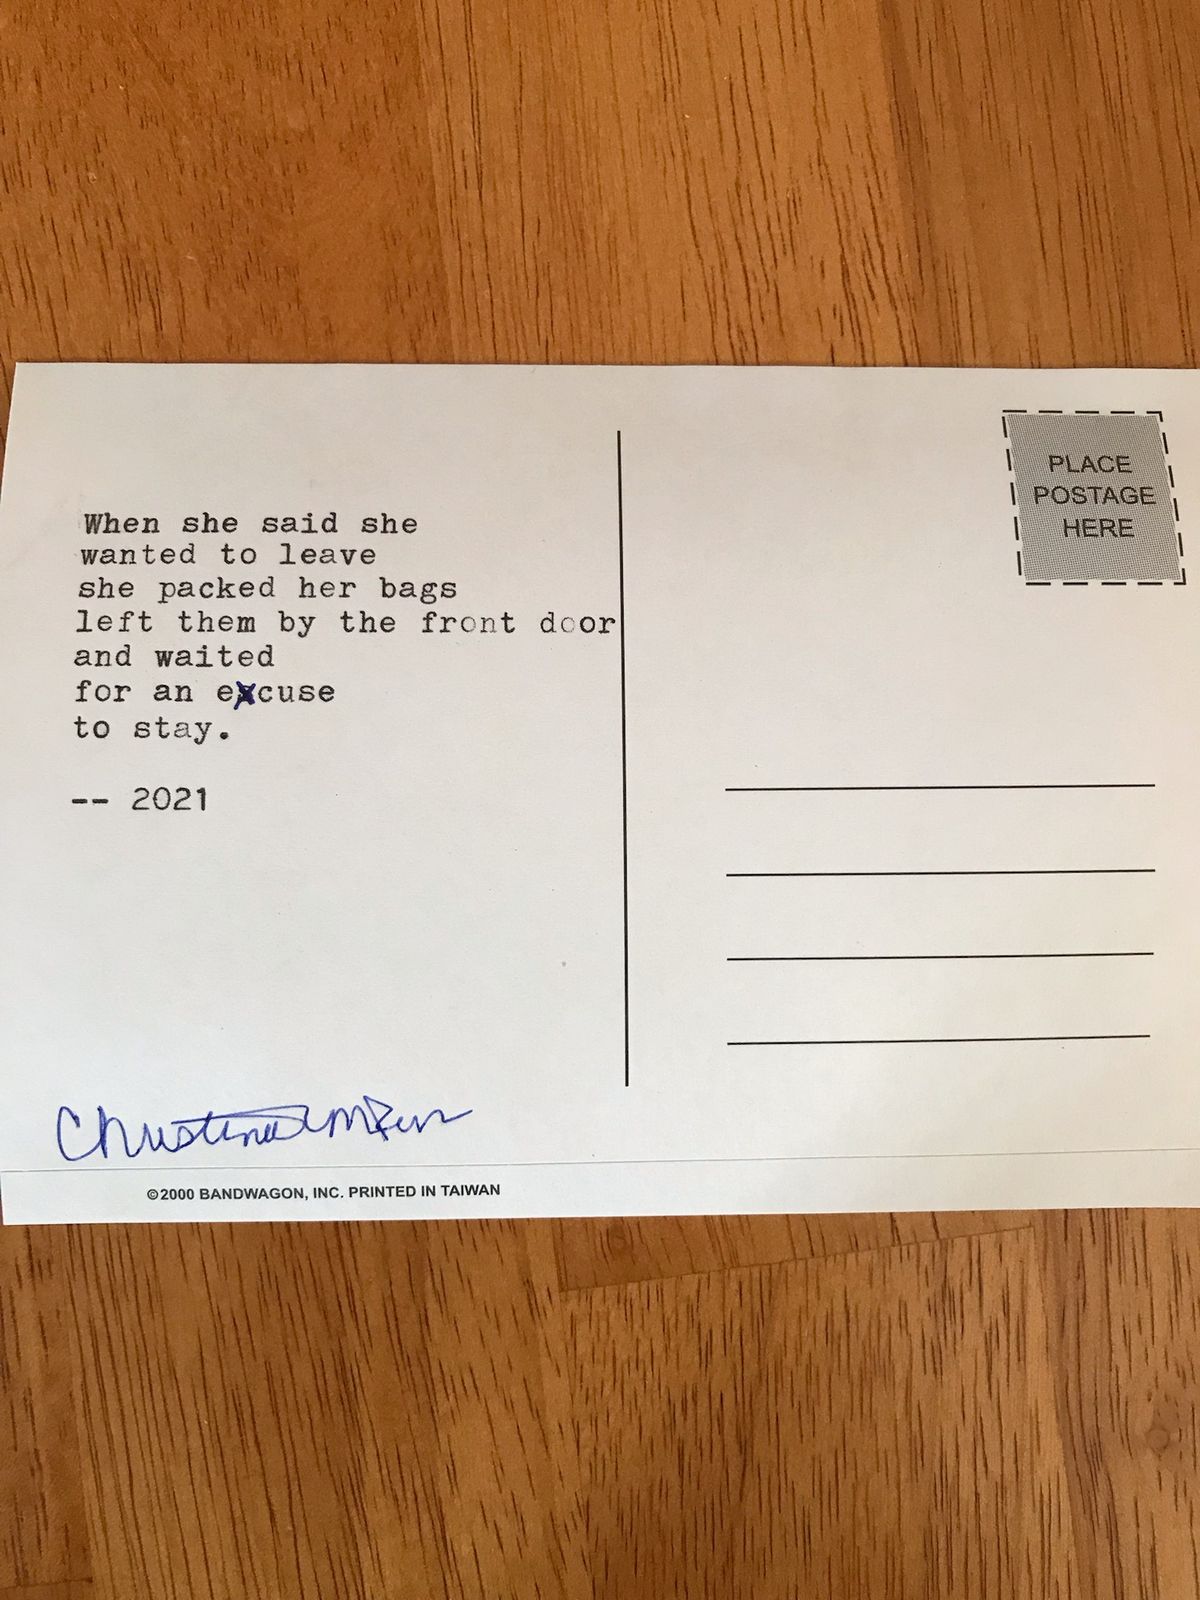 When she said she
wanted to leave
she packed her bags
left them by the front door
and waited
for an excuse
to stay.
-- 2021
PLACE
POSTAGE
HERE
Christina
©2000 BANDWAGON, INC. PRINTED IN TAIWAN